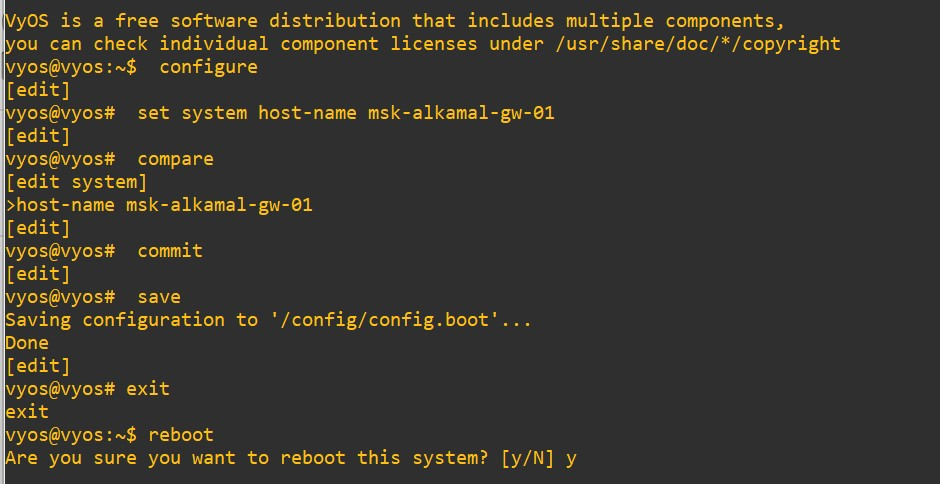 VyOS is a free software distribution that includes multiple components,
you can check individual component licenses under /usr/share/doc/*/copyright
vyos@vyos:~$  configure
[edit]
vyos@vyos#  set system host-name msk-alkamal-gw-01
[edit]
vyos@vyos#  compare
[edit system]
>host-name msk-alkamal-gw-01
[edit]
vyos@vyos#  commit
[edit]
vyos@vyos#  save
Saving configuration to '/config/config.boot'...
Done
[edit]
vyos@vyos# exit
exit
vyos@vyos:~$ reboot
Are you sure you want to reboot this system? [y/N] y